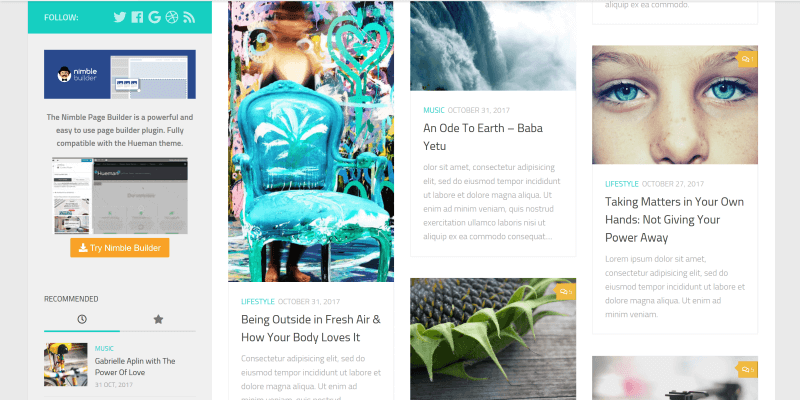 FOLLOW:
nimble
builder
The Nimble Page Builder is a powerful and
easy to use page builder plugin. Fully
compatible with the Hueman theme.
Hueman
Try Nimble Builder
RECOMMENDED
MUSIC
Gabrielle Aplin with The
Power Of Love
31 OCT, 2017
LIFESTYLE OCTOBER 31, 2017
Being Outside in Fresh Air &
How Your Body Loves It
Consectetur adipisicing elit, sed do
eiusmod tempor incididunt ut labore
et dolore magna aliqua. Ut enim ad
MUSIC OCTOBER 31, 2017
An Ode To Earth – Baba
Yetu
olor sit amet, consectetur adipisicing
elit, sed do eiusmod tempor incididunt
ut labore et dolore magna aliqua. Ut
enim ad minim veniam, quis nostrud
exercitation ullamco laboris nisi ut
aliquip ex ea commodo consequat....
ex ea commodo.
1
LIFESTYLE OCTOBER 27, 2017
Taking Matters in Your Own
Hands: Not Giving Your
Power Away
Lorem ipsum dolor sit amet,
consectetur adipisicing elit, sed do
eiusmod tempor incididunt ut labore et
dolore magna aliqua. Ut enim ad
minim veniam.
5